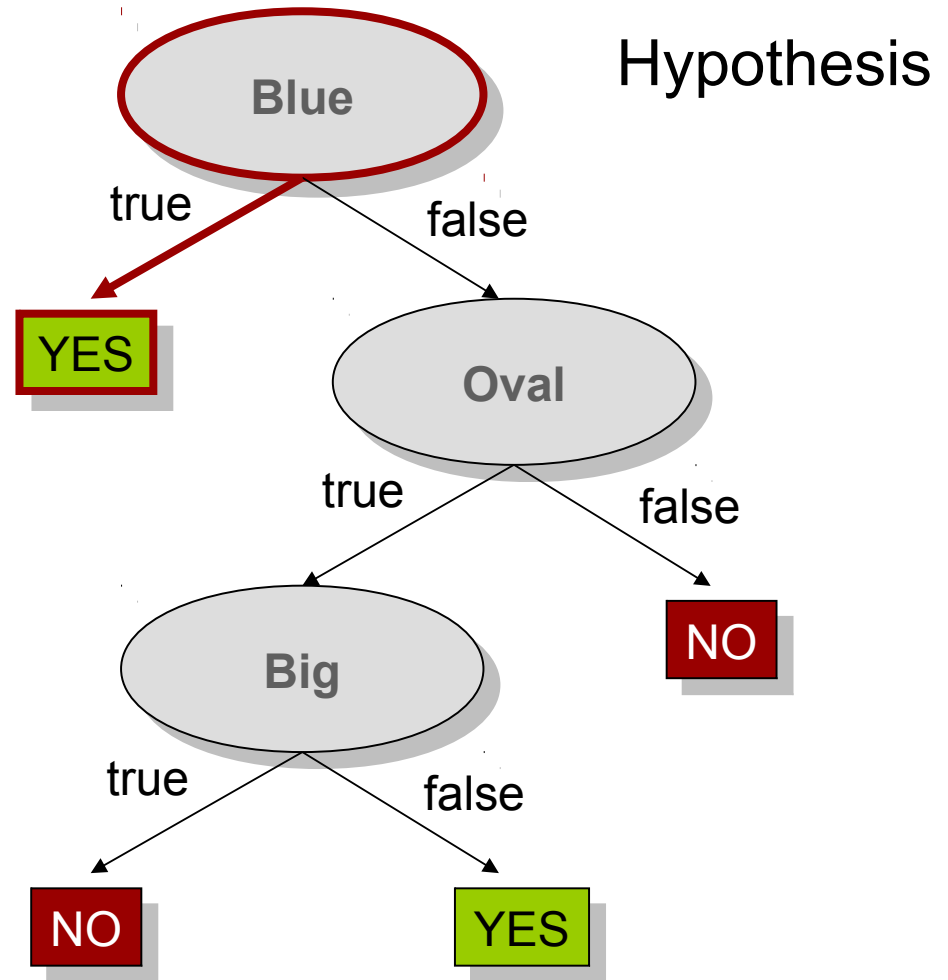 Hypothesis
Blue
true
false
YES
Oval
true
false
Big
NO
true
false
NO
YES